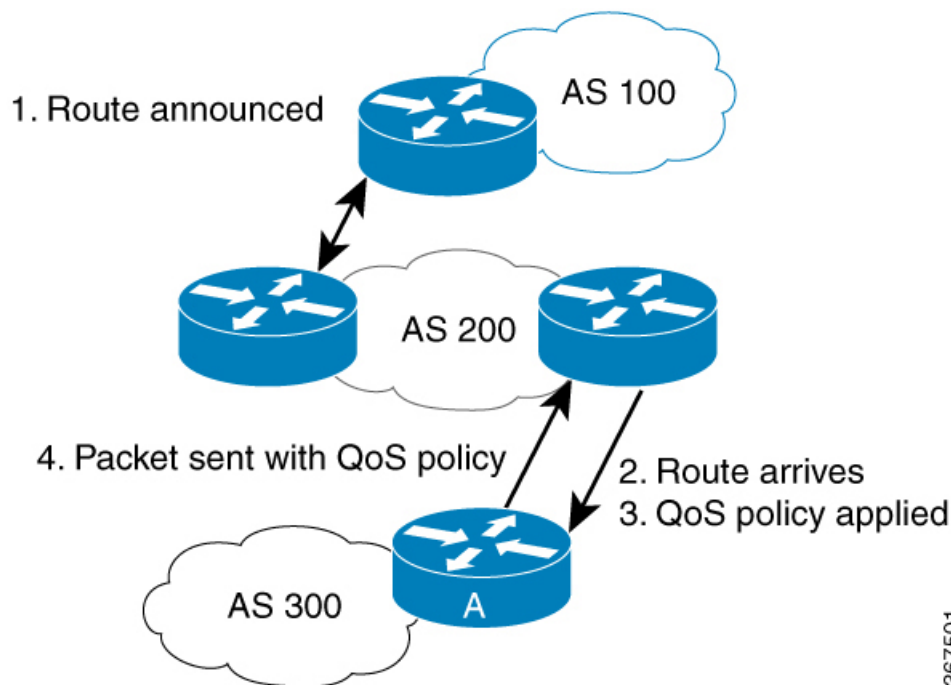 AS 100
1. Route announced
AS 200
4. Packet sent with QoS policy
2. Route arrives
3. QoS policy applied
AS 300
A
367501